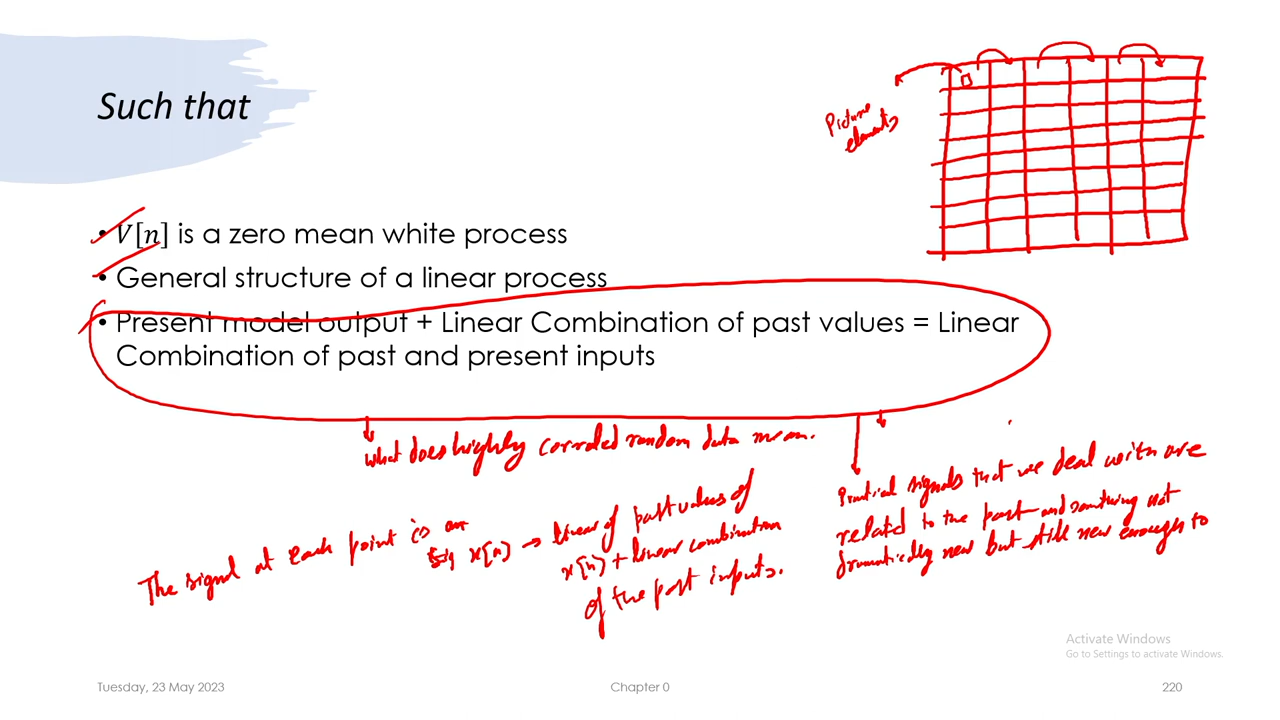 Such that
Picture
elements
• V[n] is a zero mean white process
• General structure of a linear process
• Present model output + Linear Combination of past values = Linear
Combination of past and present inputs
what does highly correlated random data mean.
The signal at each point is an
x[n] → linear of past values of
x[n] + linear combination
of the past inputs.
Practical signals that we deal with are
related to the past and something not
dramatically new but still new enough to
Activate Windows
Go to Settings to activate Windows.
Tuesday, 23 May 2023
Chapter 0
220